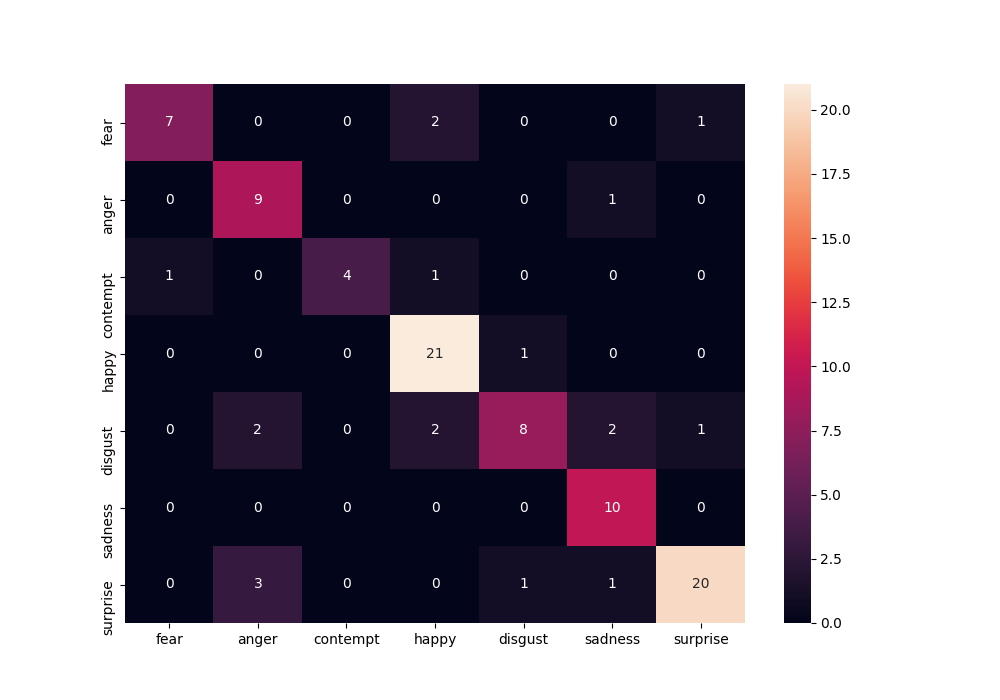 fear 7 0 0 2 0 0 1
anger 0 9 0 0 0 1 0
contempt 1 0 4 1 0 0 0
happy 0 0 0 21 1 0 0
disgust 0 2 0 2 8 2 1
sadness 0 0 0 0 0 10 0
surprise 0 3 0 0 1 1 20
fear anger contempt happy disgust sadness surprise
20.0
17.5
15.0
12.5
10.0
7.5
5.0
2.5
0.0